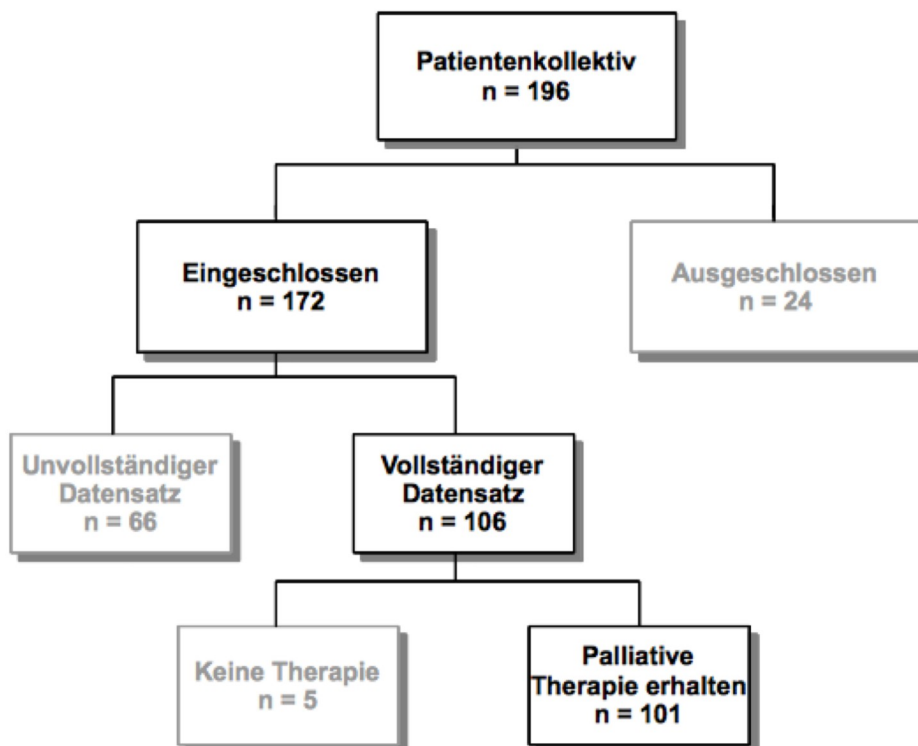 Patientenkollektiv
n = 196
Eingeschlossen
n = 172
Ausgeschlossen
n = 24
Unvollständiger
Datensatz
n = 66
Vollständiger
Datensatz
n = 106
Keine Therapie
n = 5
Palliative
Therapie erhalten
n = 101